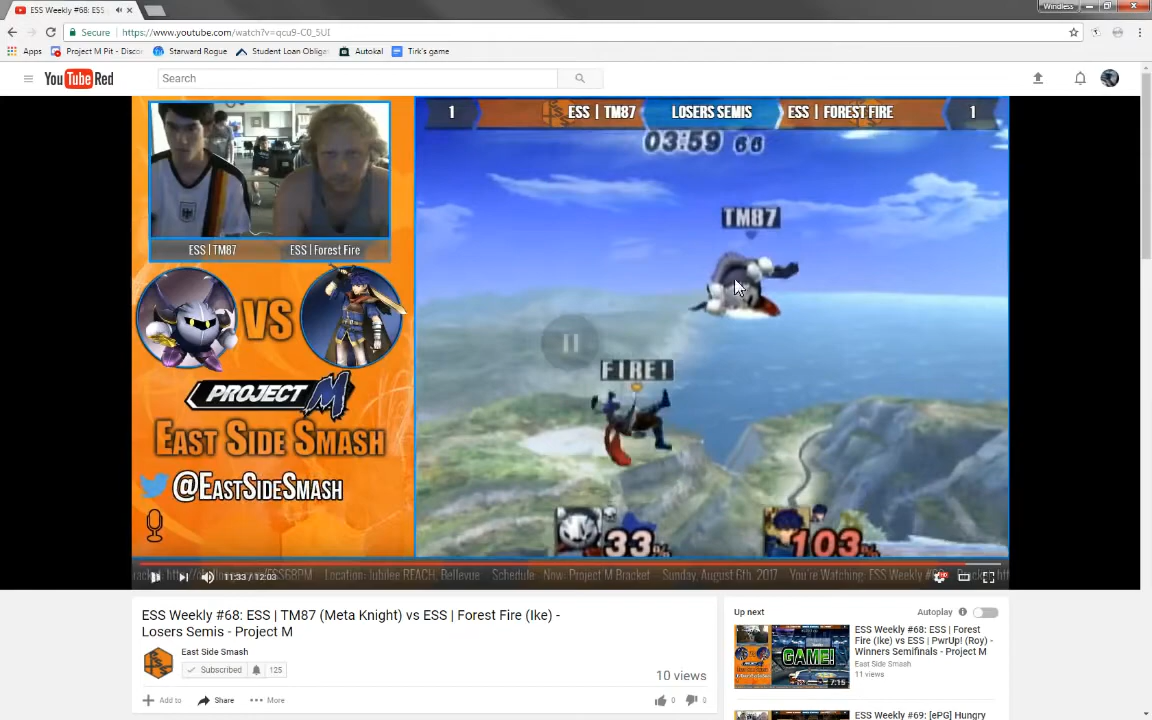 ESS Weekly #68: ESS
Windless
Secure https://www.youtube.com/watch?v=qcu9-C0_5UI
Apps Project M Pit - Disco Starward Rogue Student Loan Oblig Autokal Tirk's game
YouTube Red
Search
1 ESS | TM87 LOSERS SEMIS ESS | FOREST FIRE 1
03:59 66
TM87
ESS | TM87 ESS | Forest Fire
VS
FIRE!
PROJECT M
EAST SIDE SMASH
@EASTSIDESMASH
33% 103%
11:33 / 12:03
Location: Jubilee REACH, Bellevue Schedule Now: Project M Bracket - Sunday, August 6th, 2017 You're Watching: ESS Weekly
ESS Weekly #68: ESS | TM87 (Meta Knight) vs ESS | Forest Fire (Ike) -
Losers Semis - Project M
East Side Smash
Subscribed 125
10 views
Add to Share More 0 0
Up next Autoplay
ESS Weekly #68: ESS | Forest
Fire (Ike) vs ESS | PwrUp! (Roy) -
Winners Semifinals - Project M
East Side Smash
11 views
GAME!
7:15
ESS Weekly #69: [ePG] Hungry